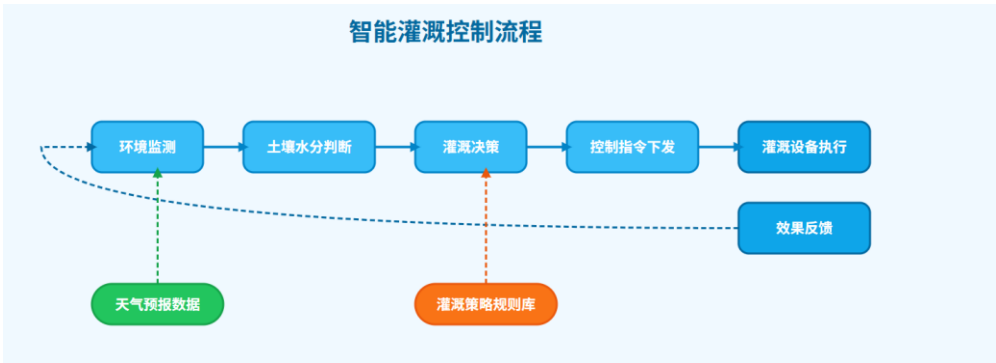 智能灌溉控制流程
环境监测
土壤水分判断
灌溉决策
控制指令下发
灌溉设备执行
效果反馈
天气预报数据
灌溉策略规则库